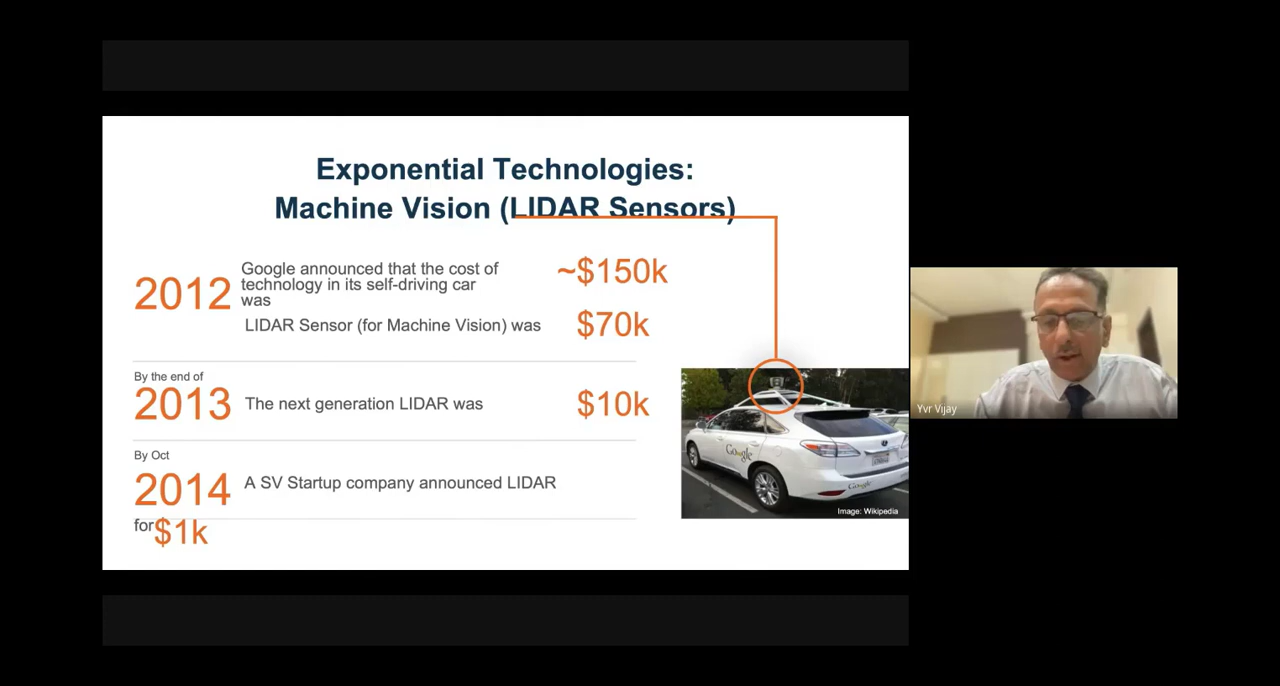 Exponential Technologies:
Machine Vision (LIDAR Sensors)
2012
Google announced that the cost of
technology in its self-driving car
was
~$150k
LIDAR Sensor (for Machine Vision) was
$70k
By the end of
2013
The next generation LIDAR was
$10k
By Oct
2014
A SV Startup company announced LIDAR
for$1k
Google
Google
Image: Wikipedia
Yvr Vijay